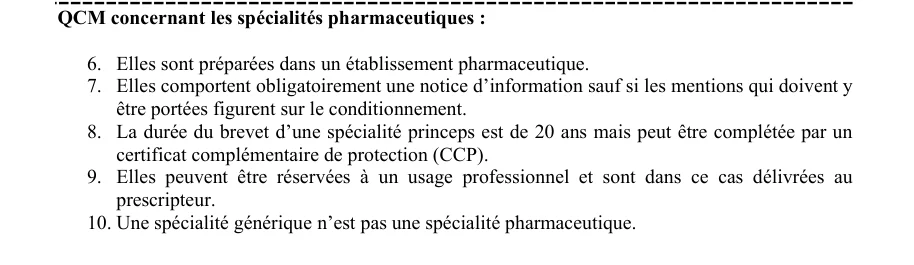 QCM concernant les spécialités pharmaceutiques :
6. Elles sont préparées dans un établissement pharmaceutique.
7. Elles comportent obligatoirement une notice d’information sauf si les mentions qui doivent y
être portées figurent sur le conditionnement.
8. La durée du brevet d’une spécialité princeps est de 20 ans mais peut être complétée par un
certificat complémentaire de protection (CCP).
9. Elles peuvent être réservées à un usage professionnel et sont dans ce cas délivrées au
prescripteur.
10. Une spécialité générique n’est pas une spécialité pharmaceutique.